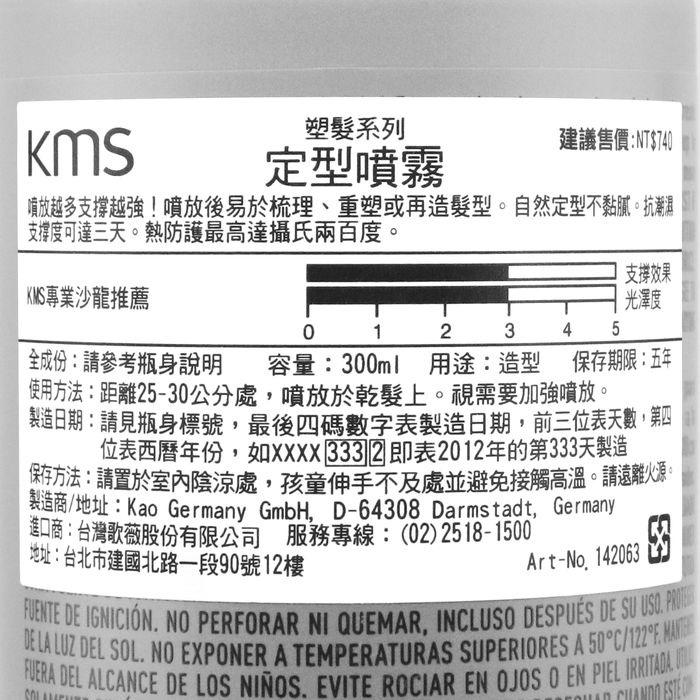 KMS
塑髮系列
定型噴霧
建議售價:NT$740
噴放越多支撐越強！噴放後易於梳理、重塑或再造髮型。自然定型不黏膩。抗潮濕
支撐度可達三天。熱防護最高達攝氏兩百度。
KMS專業沙龍推薦
支撐效果
光澤度
0 1 2 3 4 5
全成份：請參考瓶身說明 容量：300ml 用途：造型 保存期限：五年
使用方法：距離25-30公分處，噴放於乾髮上。視需要加強噴放。
製造日期：請見瓶身標號，最後四碼數字表製造日期，前三位表天數，第四
位表西曆年份，如XXXX 333 2 即表2012年的第333天製造
保存方法：請置於室內陰涼處，孩童伸手不及處並避免接觸高溫。請遠離火源。
製造商/地址：Kao Germany GmbH, D-64308 Darmstadt, Germany
進口商：台灣歌薇股份有限公司 服務專線：(02)2518-1500
地址：台北市建國北路一段90號12樓
Art-No. 142063
FUENTE DE IGNICIÓN. NO PERFORAR NI QUEMAR, INCLUSO DESPUÉS DE SU USO.
DE LA LUZ DEL SOL. NO EXPONER A TEMPERATURAS SUPERIORES A 50°C/122°F.
FUERA DEL ALCANCE DE LOS NIÑOS. EVITE ROCIAR EN OJOS O EN PIEL IRRITADA.